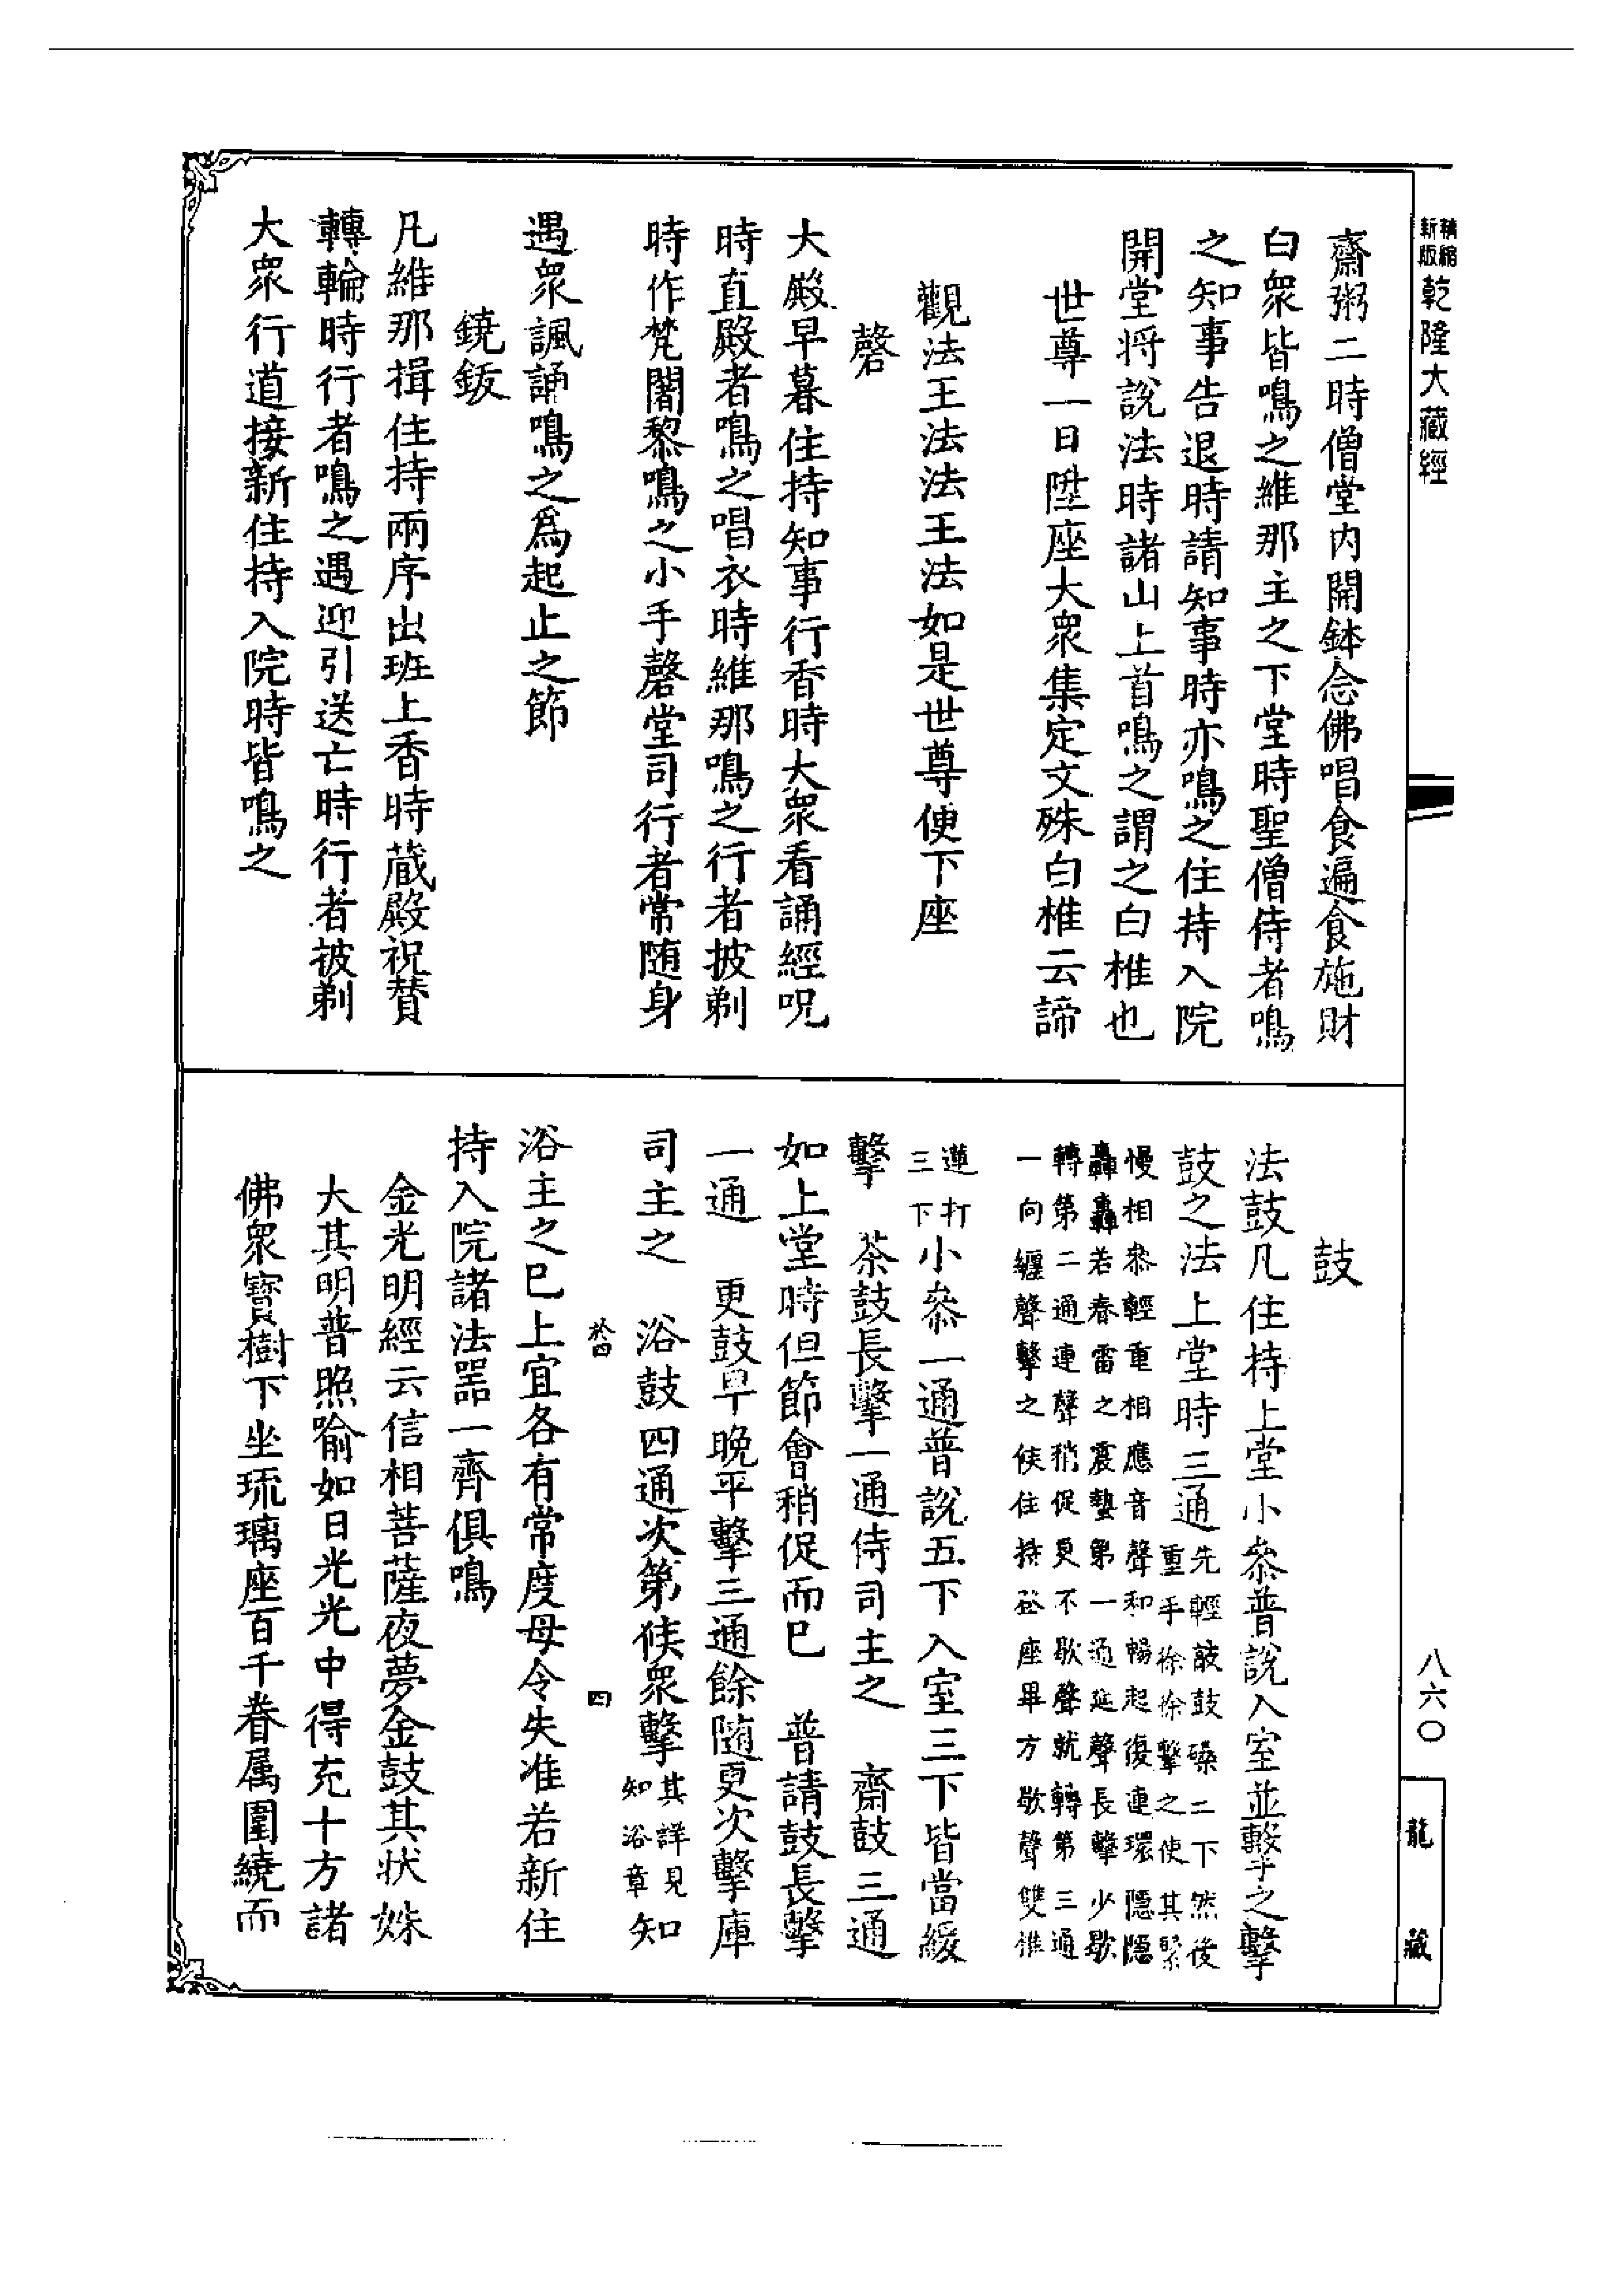 精縮
新版
乾隆大藏經
齋粥二時僧堂内開鉢念佛唱食遍食施財
白衆皆鳴之維那主之下堂時聖僧侍者鳴
之知事告退時請知事時亦鳴之住持入院
開堂将說法時諸山上首鳴之謂之白椎也
世尊一日陞座大衆集定文殊白椎云諦
觀法王法法王法如是世尊便下座
磬
大殿早暮住持知事行香時大衆看誦經呪
時直殿者鳴之唱衣時維那鳴之行者披剃
時作梵闍黎鳴之小手磬堂司行者常随身
遇衆諷誦鳴之爲起止之節
鐃鈸
凡維那揖住持兩序出班上香時蔵殿祝賛
轉輪時行者鳴之遇迎引送亡時行者披剃
大衆行道接新住持入院時皆鳴之
鼓
法鼓凡住持上堂小叅普說入室並擊之擊
鼓之法上堂時三通先輕敲鼓磉二下然後
重手徐徐擊之使其緊
慢相叅輕重相應音聲和暢起復連環隱隱
轟轟若春雷之震蟄第一通延聲長擊少歇
轉第二通連聲稍促更不歇聲就轉第三通
一向纏聲擊之侯住持登座畢方歇聲雙椎
連打
三下小叅一通普說五下入室三下皆當緩
擊　茶鼓長擊一通侍司主之　齋鼓三通
如上堂時但節會稍促而已　普請鼓長擊
一通　更鼓早晚平擊三通餘随更次擊庫
司主之　浴鼓四通次第侯衆擊其詳見
知浴章知
於四
四
浴主之巳上宜各有常度毋令失准若新住
持入院諸法器一齊俱鳴
金光明經云信相菩薩夜夢金鼓其状姝
大其明普照喻如日光光中得充十方諸
佛衆寳樹下坐琉璃座百千眷属圍繞而
八六〇
龍藏